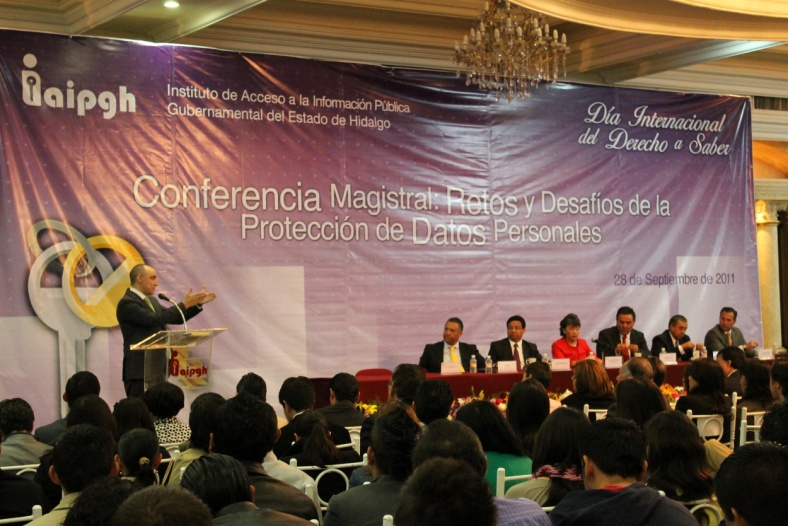 iaipgh
Instituto de Acceso a la Información Pública
Gubernamental del Estado de Hidalgo
Día Internacional
del Derecho a Saber
Conferencia Magistral: Retos y Desafíos de la
Protección de Datos Personales
28 de Septiembre de 2011
iaipgh